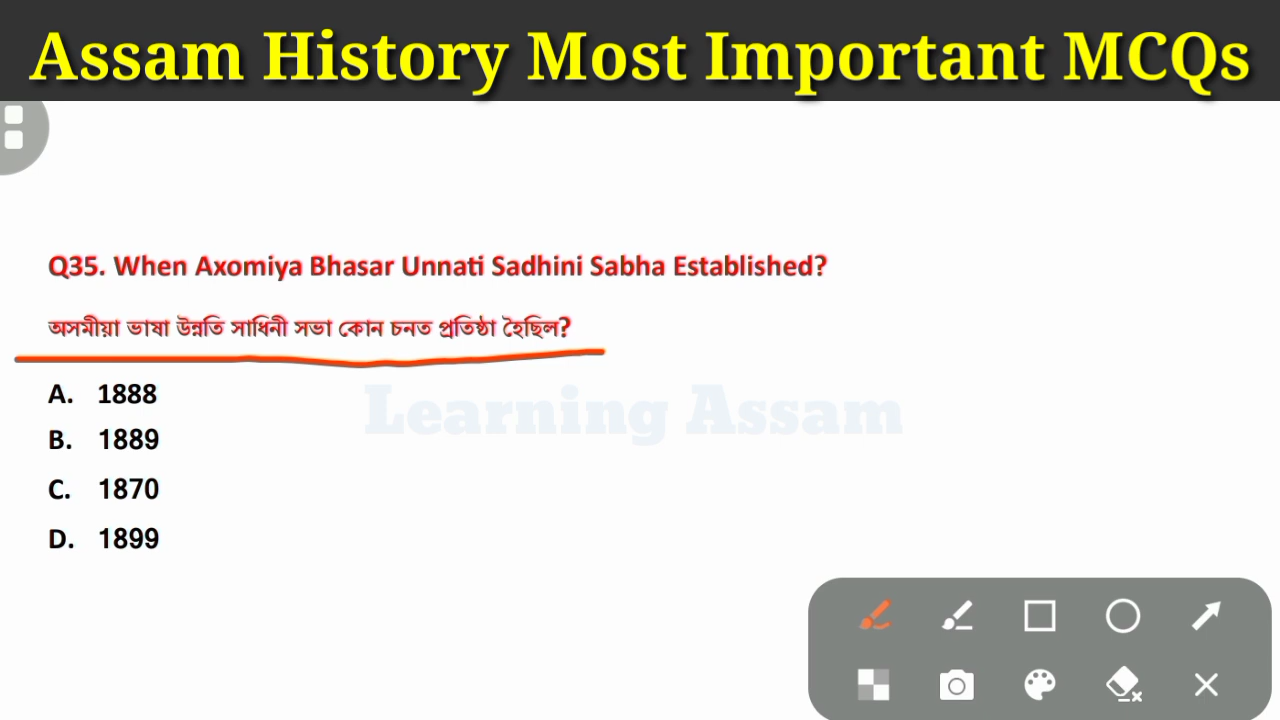 Assam History Most Important MCQs
Q35. When Axomiya Bhasar Unnati Sadhini Sabha Established?
অসমীয়া ভাষা উন্নতি সাধিনী সভা কোন চনত প্ৰতিষ্ঠা হৈছিল?
A. 1888
Learning Assam
B. 1889
C. 1870
D. 1899